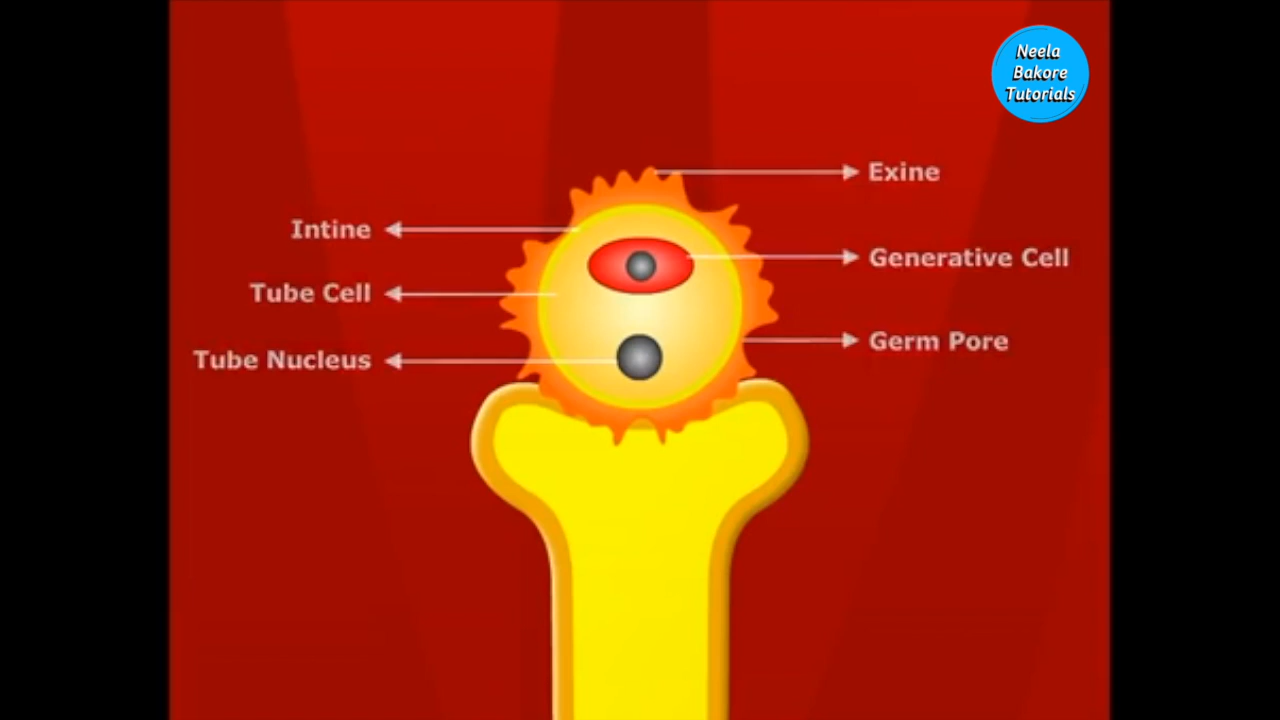 Neela
Bakore
Tutorials
Exine
Intine
Generative Cell
Tube Cell
Germ Pore
Tube Nucleus